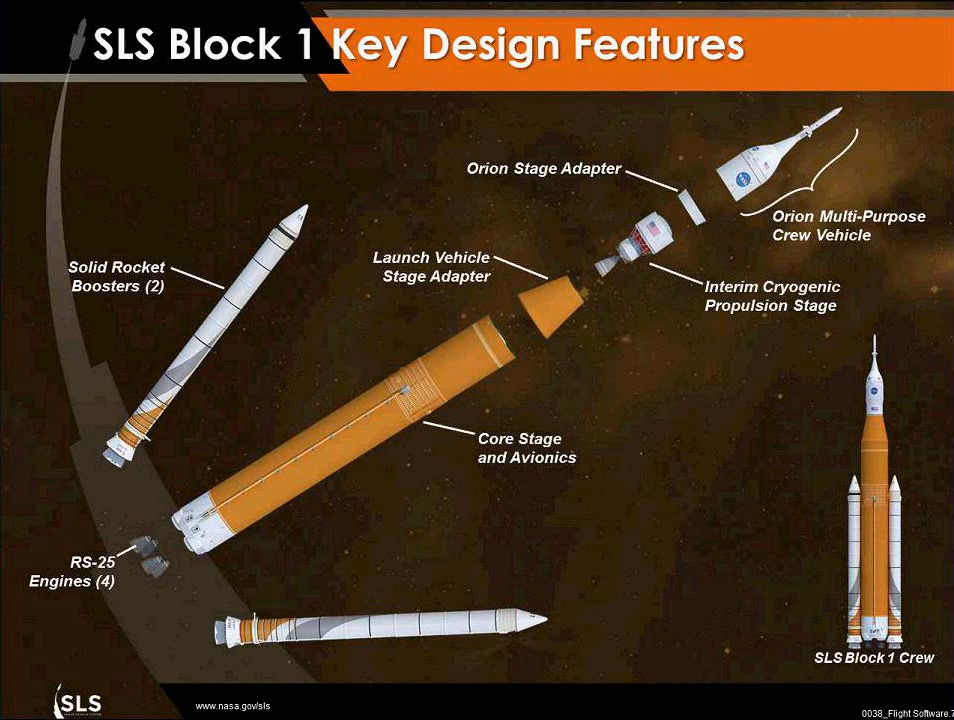 SLS Block 1 Key Design Features
Orion Stage Adapter
Orion Multi-Purpose
Crew Vehicle
Launch Vehicle
Stage Adapter
Solid Rocket
Boosters (2)
Interim Cryogenic
Propulsion Stage
Core Stage
and Avionics
RS-25
Engines (4)
SLS Block 1 Crew
SLS
www.nasa.gov/sls
0038_Flight Software.7